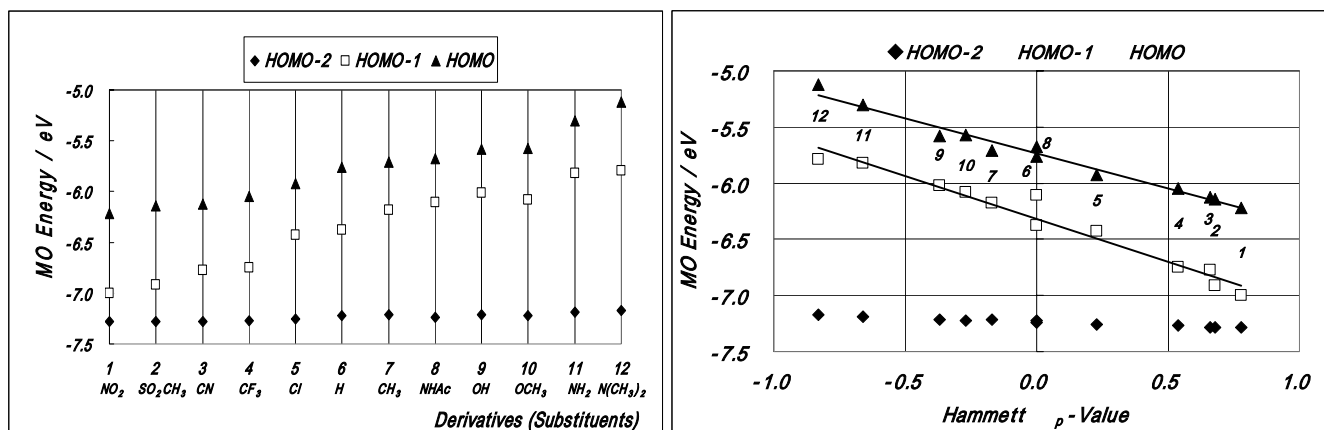 HOMO-2 HOMO-1 HOMO
MO Energy / eV
-5.0
-5.5
-6.0
-6.5
-7.0
-7.5
1 2 3 4 5 6 7 8 9 10 11 12
NO2 SO2CH3 CN CF3 Cl H CH3 NHAc OH OCH3 NH2 N(CH3)2
Derivatives (Substituents)
HOMO-2 HOMO-1 HOMO
MO Energy / eV
-5.0
-5.5
-6.0
-6.5
-7.0
-7.5
12 11 9 10 7 6 8 5 4 3 2 1
-1.0 -0.5 0.0 0.5 1.0
Hammett p-Value